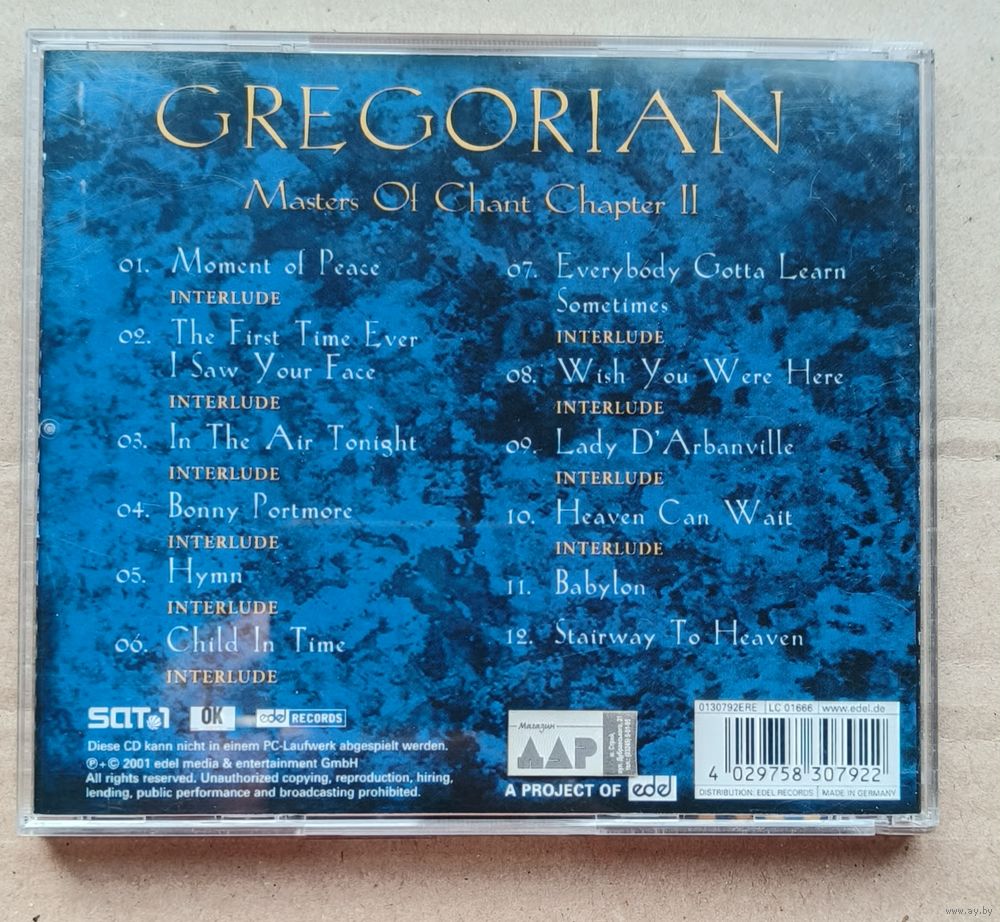 GREGORIAN
Masters Of Chant Chapter II
01. Moment of Peace
INTERLUDE
02. The First Time Ever
I Saw Your Face
INTERLUDE
03. In The Air Tonight
INTERLUDE
04. Bonny Portmore
INTERLUDE
05. Hymn
INTERLUDE
06. Child In Time
INTERLUDE
07. Everybody Gotta Learn
Sometimes
INTERLUDE
08. Wish You Were Here
INTERLUDE
09. Lady D'Arbanville
INTERLUDE
10. Heaven Can Wait
INTERLUDE
11. Babylon
12. Stairway To Heaven
SAT.1
OK
edel RECORDS
Diese CD kann nicht in einem PC-Laufwerk abgespielt werden.
℗+© 2001 edel media & entertainment GmbH
All rights reserved. Unauthorized copying, reproduction, hiring,
lending, public performance and broadcasting prohibited.
Магазин
ДАР
A PROJECT OF edel
0130792ERE LC 01666 www.edel.de
4 029758 307922
DISTRIBUTION: EDEL RECORDS MADE IN GERMANY
www.ay.by